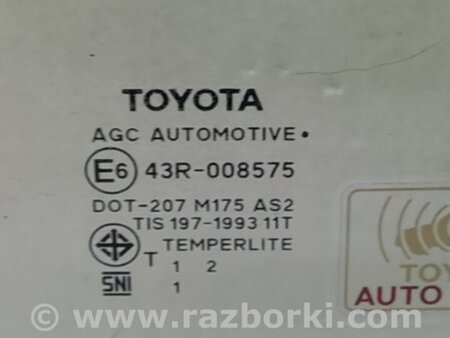 TOYOTA
AGC AUTOMOTIVE•
E6 43R-008575
DOT-207 M175 AS2
TIS 197-1993 11T
TEMPERLITE
T 1 2
SNI 1
TOY
AUTO
© www.razborki.com